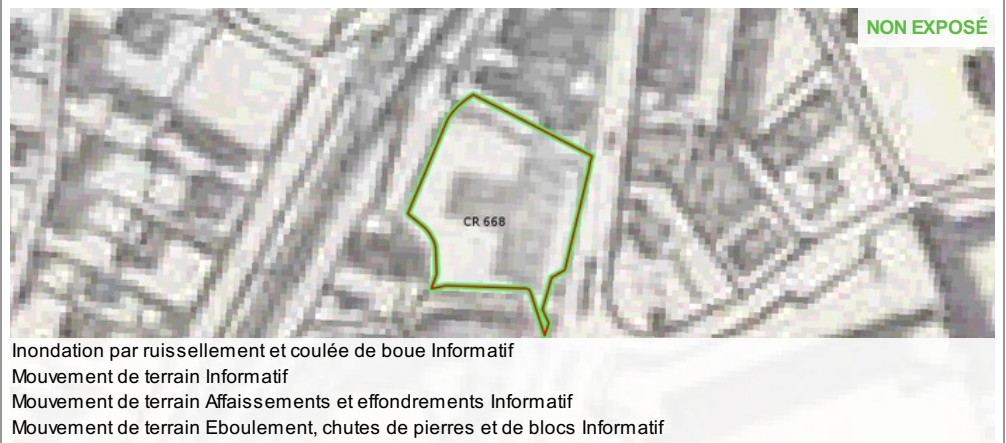 NON EXPOSÉ
CR 668
Inondation par ruissellement et coulée de boue Informatif
Mouvement de terrain Informatif
Mouvement de terrain Affaissements et effondrements Informatif
Mouvement de terrain Eboulement, chutes de pierres et de blocs Informatif